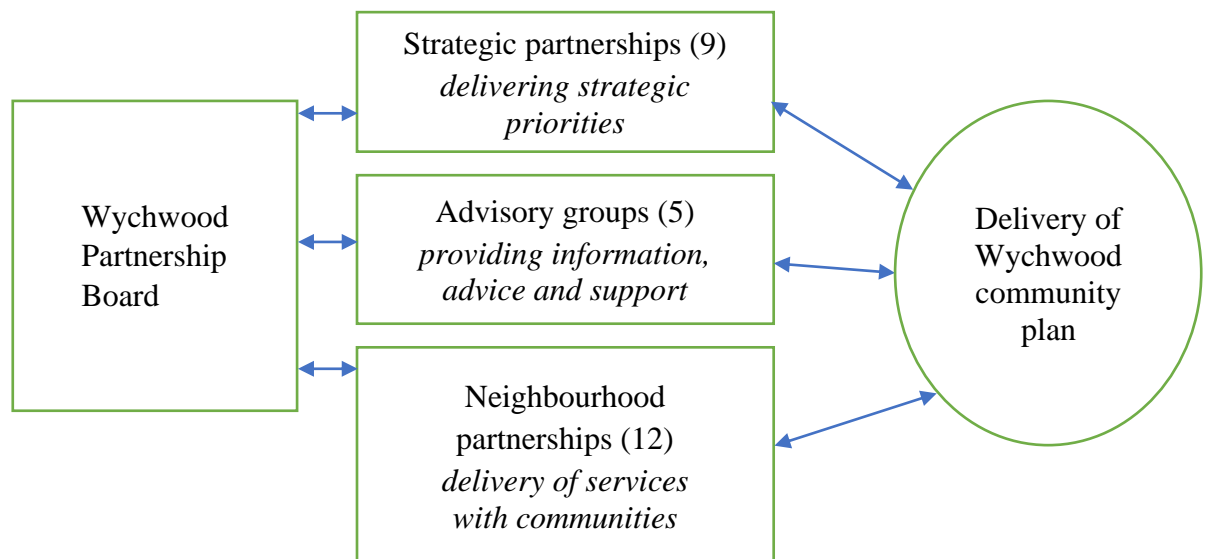 Wychwood
Partnership
Board
Strategic partnerships (9)
delivering strategic
priorities
Advisory groups (5)
providing information,
advice and support
Neighbourhood
partnerships (12)
delivery of services
with communities
Delivery of
Wychwood
community
plan